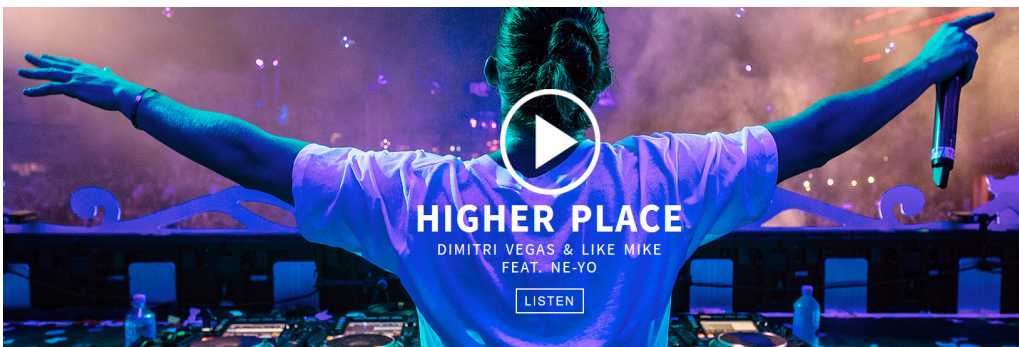 HIGHER PLACE
DIMITRI VEGAS & LIKE MIKE
FEAT. NE-YO
LISTEN